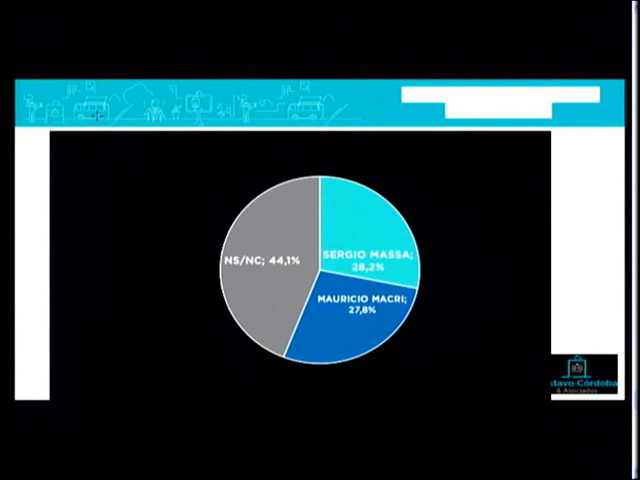 SERGIO MASSA;
28,2%
NS/NC; 44,1%
MAURICIO MACRI;
27,8%
stavo Córdoba
& Asociados